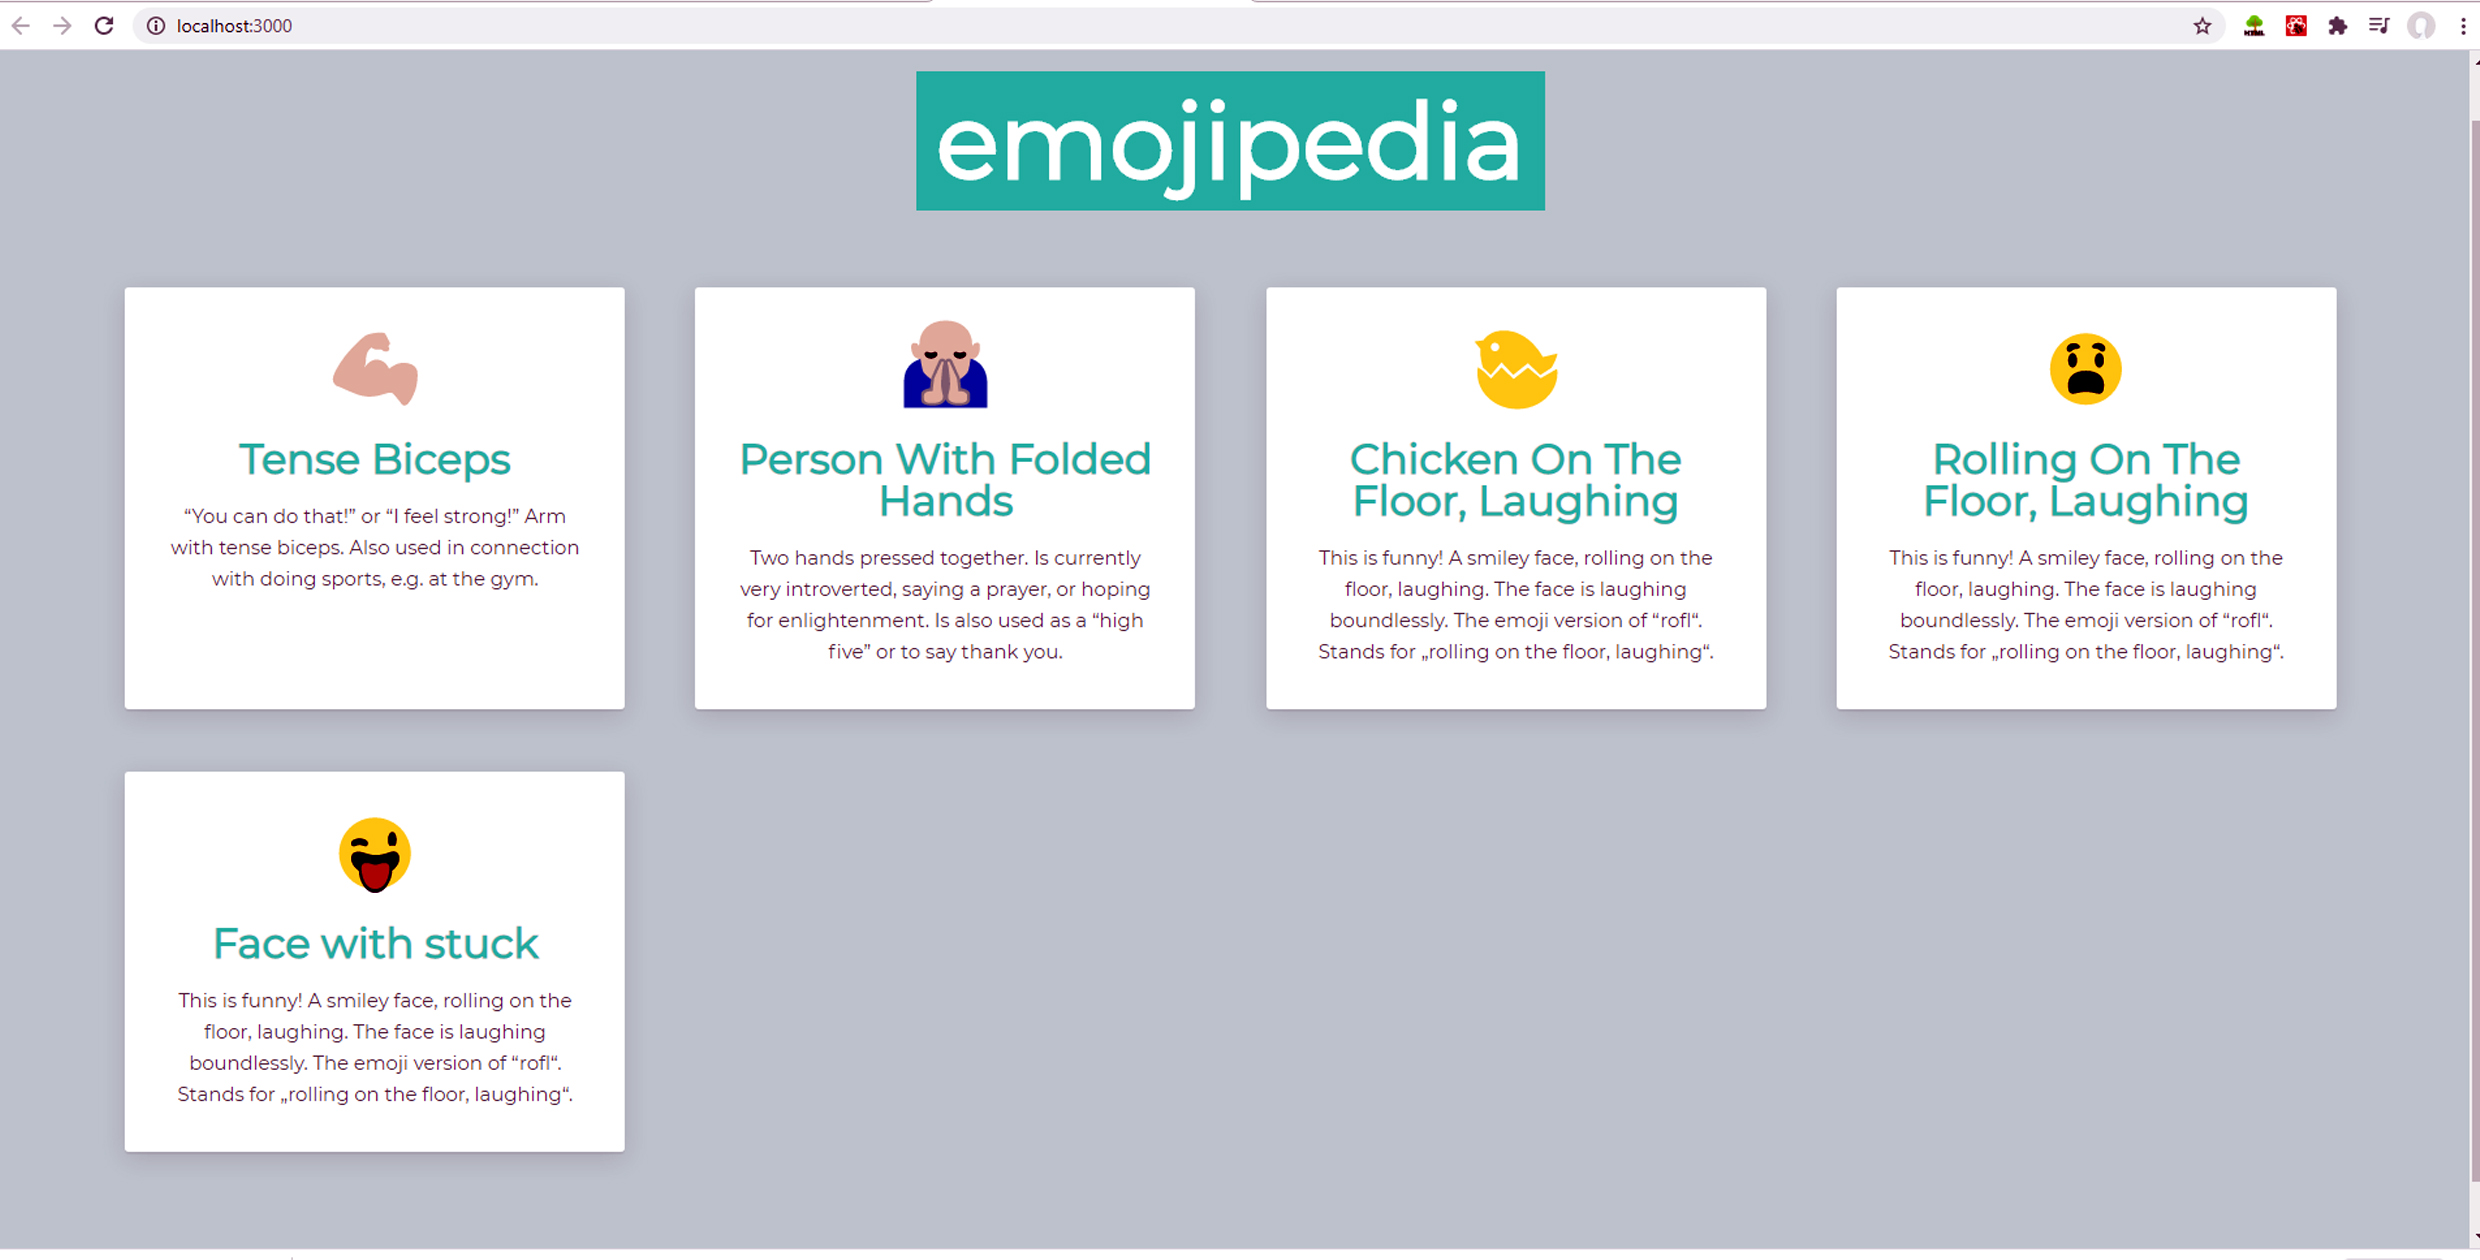 localhost:3000
HTML
emojipedia
Tense Biceps
“You can do that!” or “I feel strong!” Arm
with tense biceps. Also used in connection
with doing sports, e.g. at the gym.
Person With Folded
Hands
Two hands pressed together. Is currently
very introverted, saying a prayer, or hoping
for enlightenment. Is also used as a “high
five” or to say thank you.
Chicken On The
Floor, Laughing
This is funny! A smiley face, rolling on the
floor, laughing. The face is laughing
boundlessly. The emoji version of “rofl“.
Stands for „rolling on the floor, laughing“.
Rolling On The
Floor, Laughing
This is funny! A smiley face, rolling on the
floor, laughing. The face is laughing
boundlessly. The emoji version of “rofl“.
Stands for „rolling on the floor, laughing“.
Face with stuck
This is funny! A smiley face, rolling on the
floor, laughing. The face is laughing
boundlessly. The emoji version of “rofl“.
Stands for „rolling on the floor, laughing“.